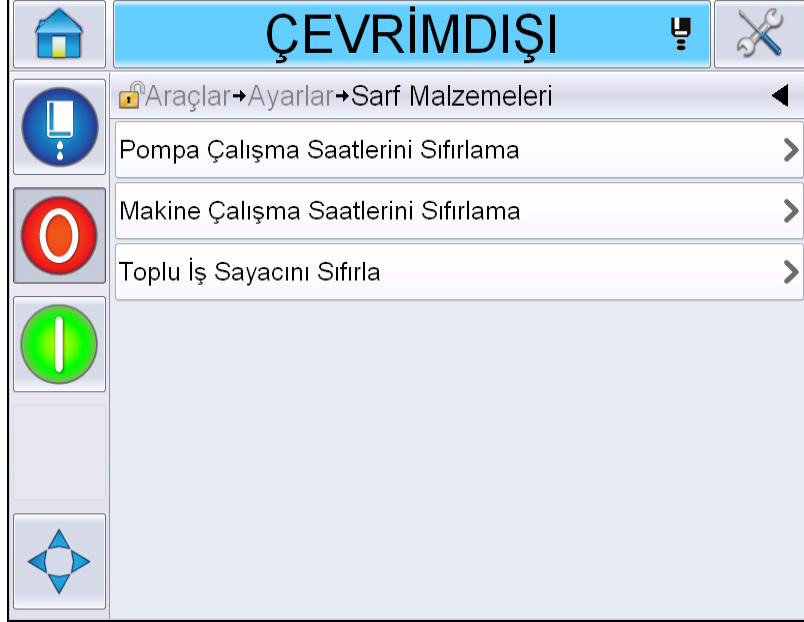 ÇEVRİMDIŞI
Araçlar→Ayarlar→Sarf Malzemeleri
Pompa Çalışma Saatlerini Sıfırlama
Makine Çalışma Saatlerini Sıfırlama
Toplu İş Sayacını Sıfırla